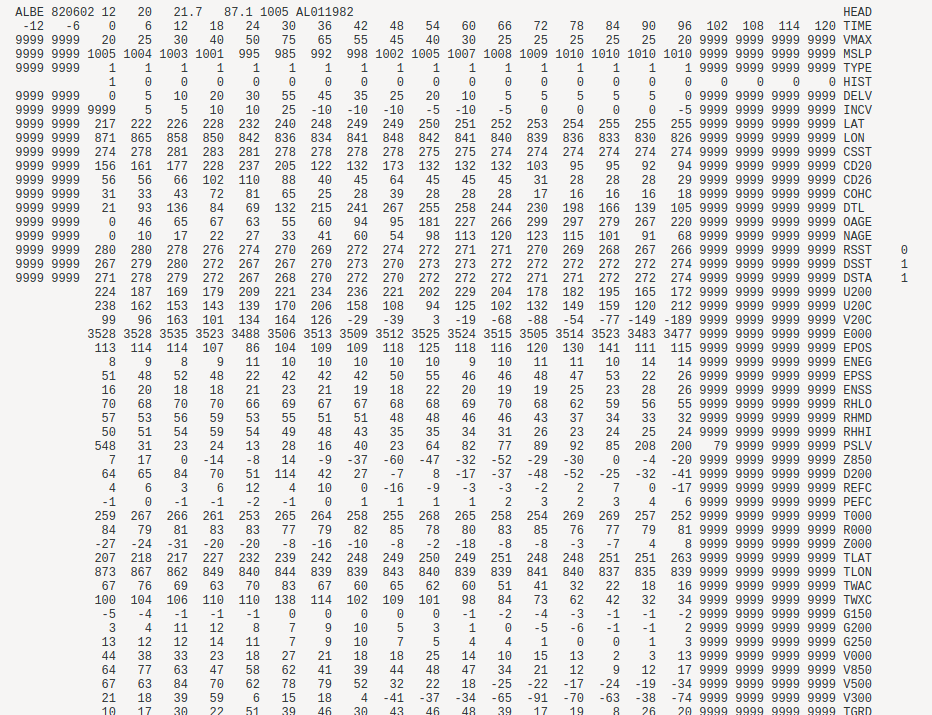 ALBE 820602 12 20 21.7 87.1 1005 AL011982 HEAD
-12 -6 0 6 12 18 24 30 36 42 48 54 60 66 72 78 84 90 96 102 108 114 120 TIME
9999 9999 20 25 30 40 50 75 65 55 45 40 30 25 25 25 25 25 20 9999 9999 9999 9999 VMAX
9999 9999 1005 1004 1003 1001 995 985 992 998 1002 1005 1007 1008 1009 1010 1010 1010 1010 9999 9999 9999 9999 MSLP
9999 9999 1 1 1 1 1 1 1 1 1 1 1 1 1 1 1 1 1 9999 9999 9999 9999 TYPE
1 0 0 0 0 0 0 0 0 0 0 0 0 0 0 0 0 0 0 0 0 HIST
9999 9999 0 5 10 20 30 55 45 35 25 20 10 5 5 5 5 5 0 9999 9999 9999 9999 DELV
9999 9999 9999 5 5 10 10 25 -10 -10 -10 -5 -10 -5 0 0 0 0 -5 9999 9999 9999 9999 INCV
9999 9999 217 222 226 228 232 240 248 249 249 250 251 252 253 254 255 255 255 9999 9999 9999 9999 LAT
9999 9999 871 865 858 850 842 836 834 841 848 842 841 840 839 836 833 830 826 9999 9999 9999 9999 LON
9999 9999 274 278 281 283 281 278 278 278 278 275 275 274 274 274 274 274 274 9999 9999 9999 9999 CSST
9999 9999 156 161 177 228 237 205 122 132 173 132 132 132 103 95 95 92 94 9999 9999 9999 9999 CD20
9999 9999 56 56 66 102 110 88 40 45 64 45 45 45 31 28 28 28 29 9999 9999 9999 9999 CD26
9999 9999 31 33 43 72 81 65 25 28 39 28 28 28 17 16 16 16 18 9999 9999 9999 9999 COHC
9999 9999 21 93 136 84 69 132 215 241 267 255 258 244 230 198 166 139 105 9999 9999 9999 9999 DTL
9999 9999 0 46 65 67 63 55 60 94 95 181 227 266 299 297 279 267 220 9999 9999 9999 9999 OAGE
9999 9999 0 10 17 22 27 33 41 60 54 98 113 120 123 115 101 91 68 9999 9999 9999 9999 NAGE
9999 9999 280 280 278 276 274 270 269 272 274 272 271 271 270 269 268 267 266 9999 9999 9999 9999 RSST 0
9999 9999 267 279 280 272 267 267 270 273 270 273 273 272 272 272 272 272 274 9999 9999 9999 9999 DSST 1
9999 9999 271 278 279 272 267 268 270 272 270 272 272 272 271 271 272 272 274 9999 9999 9999 9999 DSTA 1
224 187 169 179 209 221 234 236 221 202 229 204 178 182 195 165 172 9999 9999 9999 9999 U200
238 162 153 143 139 170 206 158 108 94 125 102 132 149 159 120 212 9999 9999 9999 9999 U20C
99 96 163 101 134 164 126 -29 -39 3 -19 -68 -88 -54 -77 -149 -189 9999 9999 9999 9999 V20C
3528 3528 3535 3523 3488 3506 3513 3509 3512 3525 3524 3515 3505 3514 3523 3483 3477 9999 9999 9999 9999 E000
113 114 114 107 86 104 109 109 118 125 118 116 120 130 141 111 115 9999 9999 9999 9999 EPOS
8 9 8 9 11 10 10 10 10 10 9 10 11 11 10 14 14 9999 9999 9999 9999 ENEG
51 48 52 48 22 42 42 42 50 55 46 46 48 47 53 22 26 9999 9999 9999 9999 EPSS
16 20 18 18 21 23 21 19 18 22 20 19 19 25 23 28 26 9999 9999 9999 9999 ENSS
70 68 70 70 66 69 67 67 68 68 69 70 68 62 59 56 55 9999 9999 9999 9999 RHLO
57 53 56 59 53 55 51 51 48 48 46 46 43 37 34 33 32 9999 9999 9999 9999 RHMD
50 51 54 59 54 49 48 43 35 35 34 31 26 23 24 25 24 9999 9999 9999 9999 RHHI
548 31 23 24 13 28 16 40 23 64 82 77 89 92 85 208 200 79 9999 9999 9999 PSLV
7 17 0 -14 -8 14 -9 -37 -60 -47 -32 -52 -29 -30 0 -4 -20 9999 9999 9999 9999 Z850
64 65 84 70 51 114 42 27 -7 8 -17 -37 -48 -52 -25 -32 -41 9999 9999 9999 9999 D200
4 6 3 6 12 4 10 0 -16 -9 -3 -3 -2 2 7 0 -17 9999 9999 9999 9999 REFC
-1 0 -1 -1 -2 -1 0 1 1 1 1 2 3 2 3 4 6 9999 9999 9999 9999 PEFC
259 267 266 261 253 265 264 258 255 268 265 258 254 269 269 257 252 9999 9999 9999 9999 T000
84 79 81 83 83 77 79 82 85 78 80 83 85 76 77 79 81 9999 9999 9999 9999 R000
-27 -24 -31 -20 -20 -8 -16 -10 -8 -2 -18 -8 -8 -3 -7 4 8 9999 9999 9999 9999 Z000
207 218 217 227 232 239 242 248 249 250 249 251 248 248 251 251 263 9999 9999 9999 9999 TLAT
873 867 862 849 840 844 839 839 843 840 839 839 841 840 837 835 839 9999 9999 9999 9999 TLON
67 76 69 63 70 83 67 60 65 62 60 51 41 32 22 18 16 9999 9999 9999 9999 TWAC
100 104 106 110 110 138 114 102 109 101 98 84 73 62 42 32 34 9999 9999 9999 9999 TWXC
-5 -4 -1 -1 -1 0 0 0 0 0 -1 -2 -4 -3 -1 -1 -2 9999 9999 9999 9999 G150
3 4 11 12 8 7 9 10 5 3 1 0 -5 -6 -1 -1 2 9999 9999 9999 9999 G200
13 12 12 14 11 7 9 10 7 5 4 4 1 0 0 1 3 9999 9999 9999 9999 G250
44 38 33 23 18 27 21 18 18 25 14 10 15 13 2 3 13 9999 9999 9999 9999 V000
64 77 63 47 58 62 41 39 44 48 47 34 21 12 9 12 17 9999 9999 9999 9999 V850
67 63 84 70 62 78 79 52 32 22 18 -25 -22 -17 -24 -19 -34 9999 9999 9999 9999 V500
21 18 39 59 6 15 18 4 -41 -37 -34 -65 -91 -70 -63 -38 -74 9999 9999 9999 9999 V300
10 17 30 22 51 39 46 30 43 46 48 39 17 19 8 26 20 9999 9999 9999 9999 TGRD